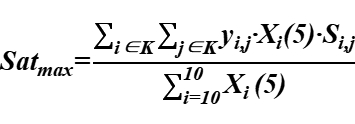 Sat_max = (∑_{i∈K} ∑_{j∈K} y_{i,j}·X_i(5)·S_{i,j}) / (∑_{i=10}^{10} X_i(5))